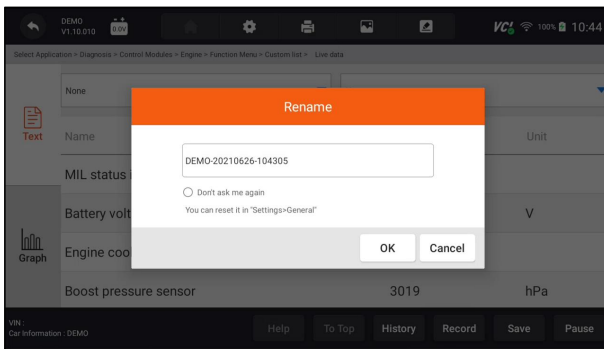 DEMO
V1.10.010
0.0V
VCI
100%
10:44
Select Application > Diagnosis > Control Modules > Engine > Function Menu > Custom list > Live data
None
Rename
Text
Name
Unit
DEMO-20210626-104305
MIL status
Don't ask me again
You can reset it in "Settings>General"
Battery volt
V
Graph
Engine coo
OK
Cancel
Boost pressure sensor
3019
hPa
VIN :
Car Information : DEMO
Help
To Top
History
Record
Save
Pause